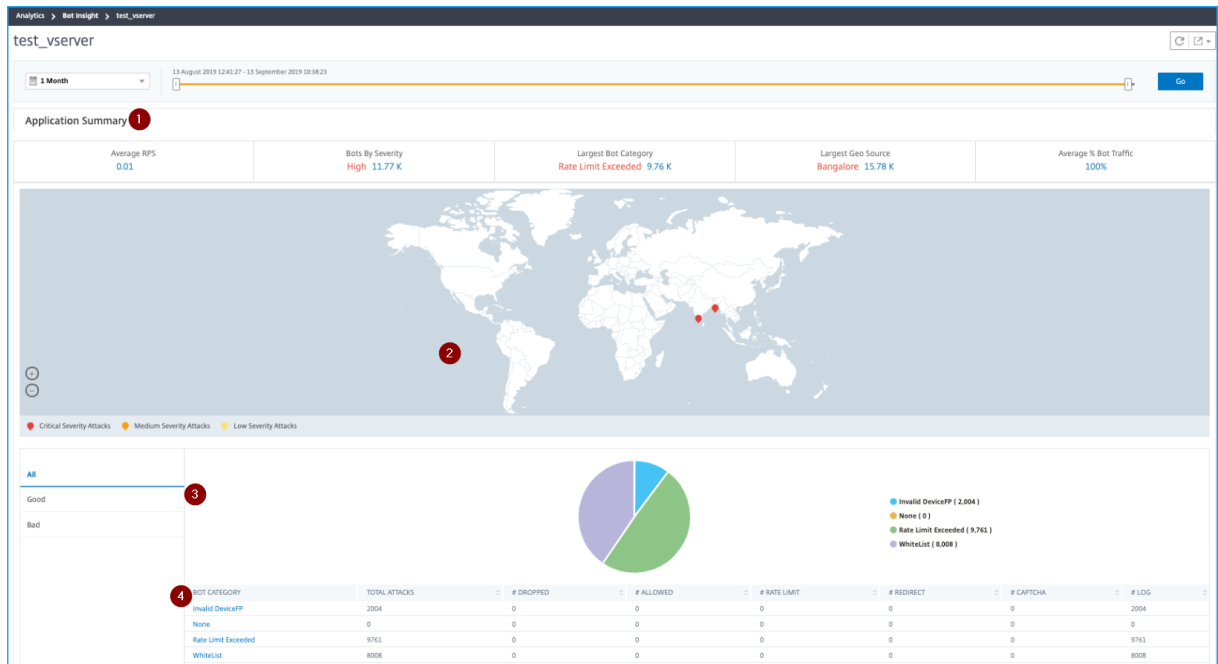 Analytics > Bot Insight > test_vserver
test_vserver
1 Month
13 August 2019 12:41:27 - 13 September 2019 10:38:23
Go
Application Summary 1
Average RPS Bots By Severity Largest Bot Category Largest Geo Source Average % Bot Traffic
0.01 High 11.77 K Rate Limit Exceeded 9.76 K Bangalore 15.78 K 100%
2
Critical Severity Attacks Medium Severity Attacks Low Severity Attacks
All
3
Good
Bad
Invalid DeviceFP ( 2,004 )
None ( 0 )
Rate Limit Exceeded ( 9,761 )
WhiteList ( 8,008 )
4 BOT CATEGORY TOTAL ATTACKS # DROPPED # ALLOWED # RATE LIMIT # REDIRECT # CAPTCHA # LOG
Invalid DeviceFP 2004 0 0 0 0 0 2004
None 0 0 0 0 0 0 0
Rate Limit Exceeded 9761 0 0 0 0 0 9761
WhiteList 8008 0 0 0 0 0 8008